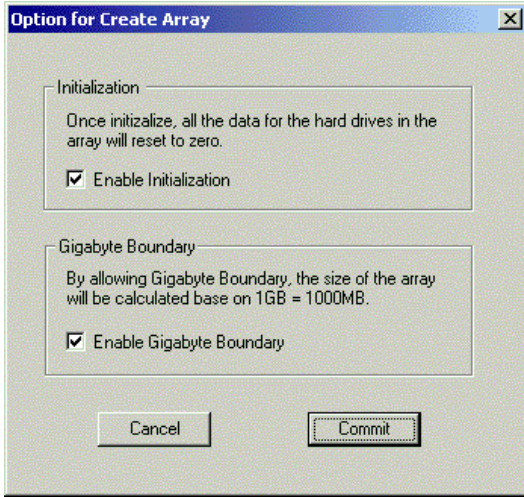 Option for Create Array
Initialization
Once initizalize, all the data for the hard drives in the
array will reset to zero.
Enable Initialization
Gigabyte Boundary
By allowing Gigabyte Boundary, the size of the array
will be calculated base on 1GB = 1000MB.
Enable Gigabyte Boundary
Cancel
Commit